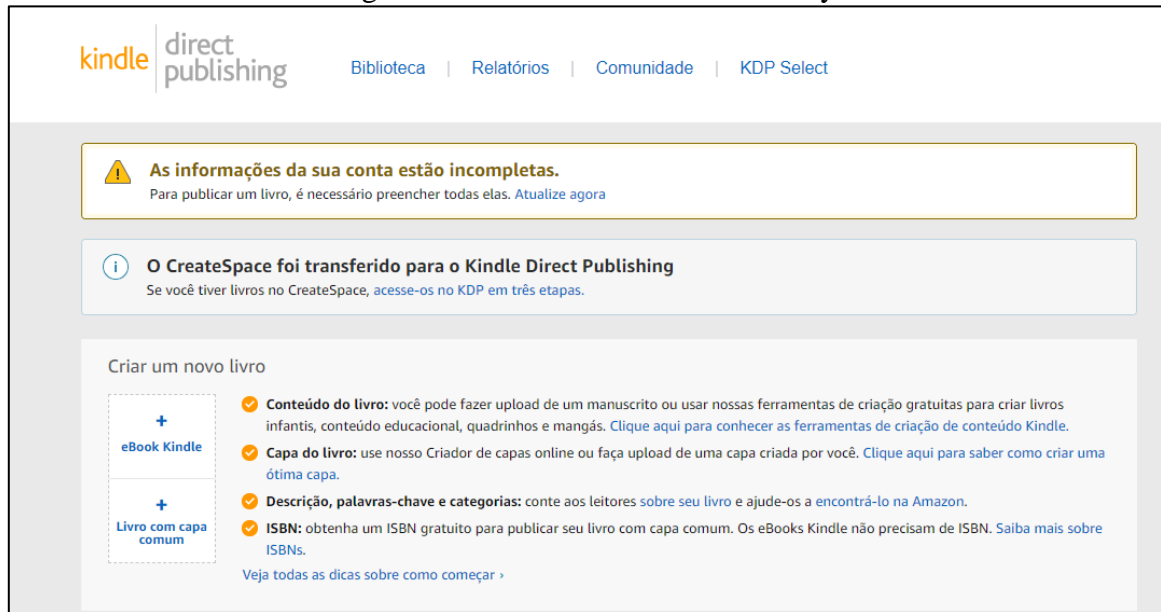 kindle direct publishing
Biblioteca | Relatórios | Comunidade | KDP Select
As informações da sua conta estão incompletas.
Para publicar um livro, é necessário preencher todas elas. Atualize agora
O CreateSpace foi transferido para o Kindle Direct Publishing
Se você tiver livros no CreateSpace, acesse-os no KDP em três etapas.
Criar um novo livro
+
eBook Kindle
+
Livro com capa
comum
Conteúdo do livro: você pode fazer upload de um manuscrito ou usar nossas ferramentas de criação gratuitas para criar livros
infantis, conteúdo educacional, quadrinhos e mangás. Clique aqui para conhecer as ferramentas de criação de conteúdo Kindle.
Capa do livro: use nosso Criador de capas online ou faça upload de uma capa criada por você. Clique aqui para saber como criar uma
ótima capa.
Descrição, palavras-chave e categorias: conte aos leitores sobre seu livro e ajude-os a encontrá-lo na Amazon.
ISBN: obtenha um ISBN gratuito para publicar seu livro com capa comum. Os eBooks Kindle não precisam de ISBN. Saiba mais sobre
ISBNs.
Veja todas as dicas sobre como começar ›